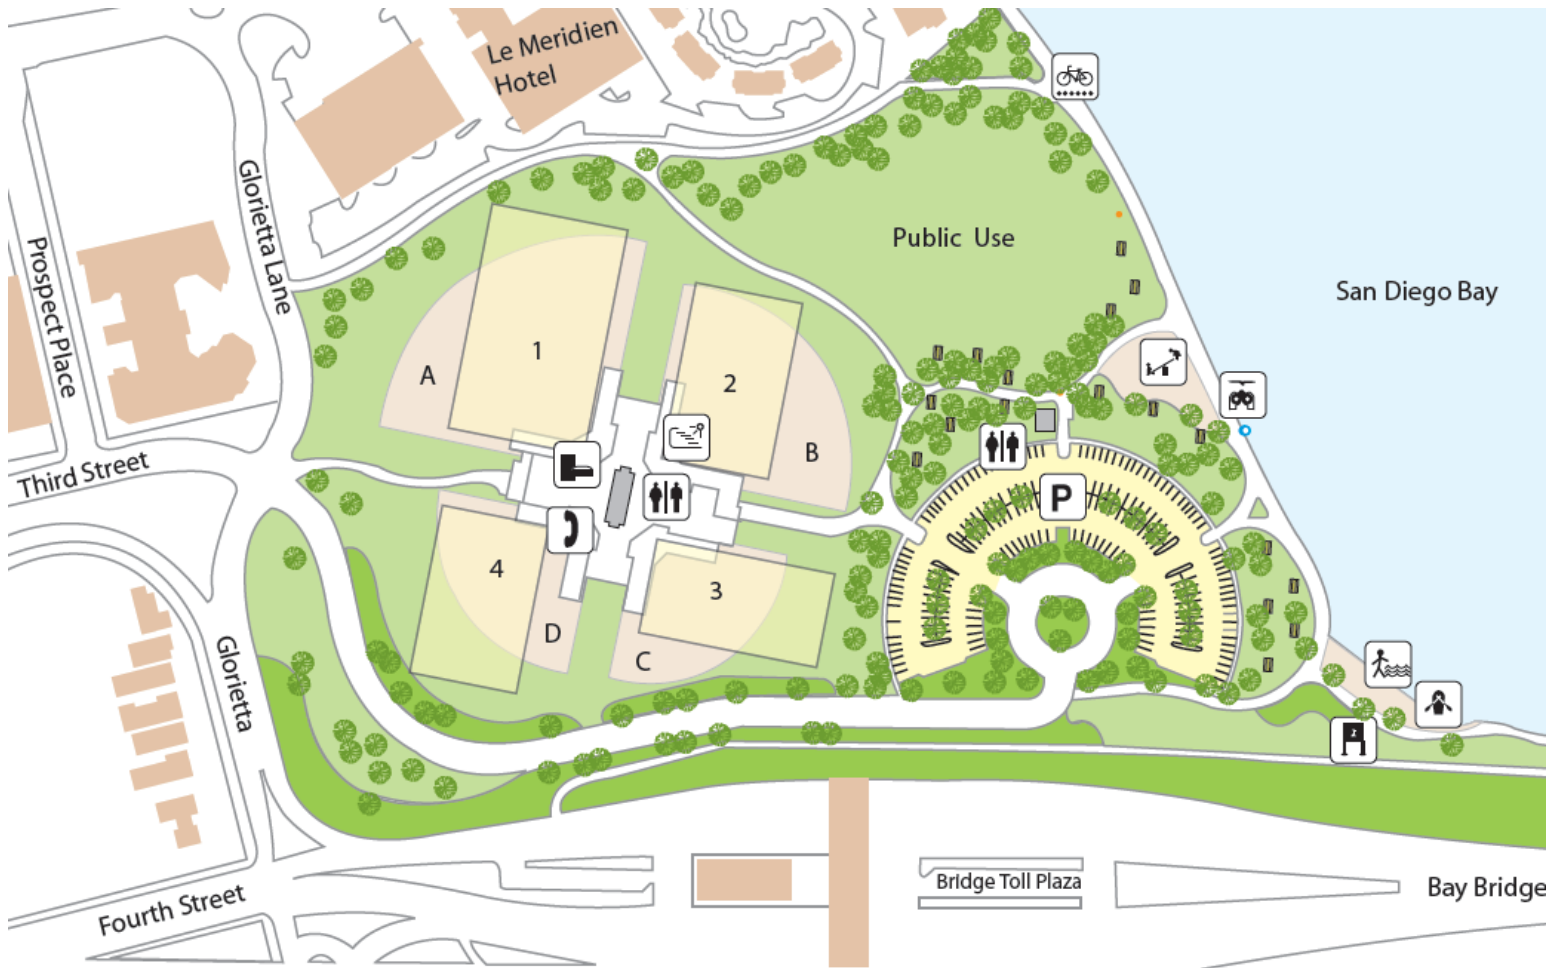 Le Meridien
Hotel
Glorietta Lane
Prospect Place
Public Use
San Diego Bay
1
A
2
B
Third Street
P
4
3
D
C
Glorietta
Bridge Toll Plaza
Bay Bridge
Fourth Street